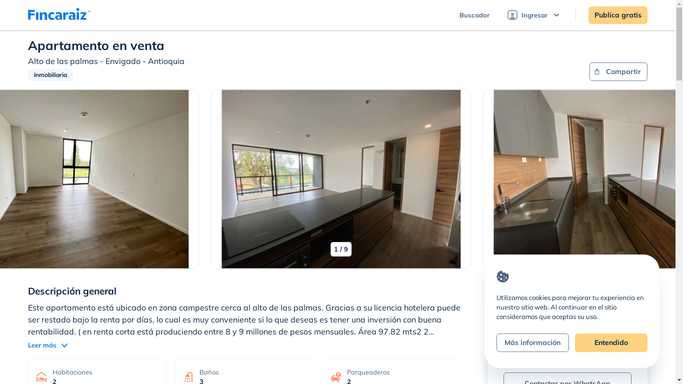 Fincaraiz
Buscador
Ingresar
Publica gratis
Apartamento en venta
Alto de las palmas - Envigado - Antioquia
Inmobiliaria
Compartir
1 / 9
Descripción general
Este apartamento está ubicado en zona campestre cerca al alto de las palmas. Gracias a su licencia hotelera puede
ser restado bajo la renta por días, lo cual es muy conveniente si lo que deseas es tener una inversión con buena
rentabilidad. ( en renta corta está produciendo entre 8 y 9 millones de pesos mensuales. Área 97.82 mts2 2...
Leer más
Habitaciones
2
Baños
3
Parqueaderos
2
Utilizamos cookies para mejorar tu experiencia en
nuestro sitio web. Al continuar en el sitio
consideramos que aceptas su uso.
Más información
Entendido
Contactar por WhatsApp